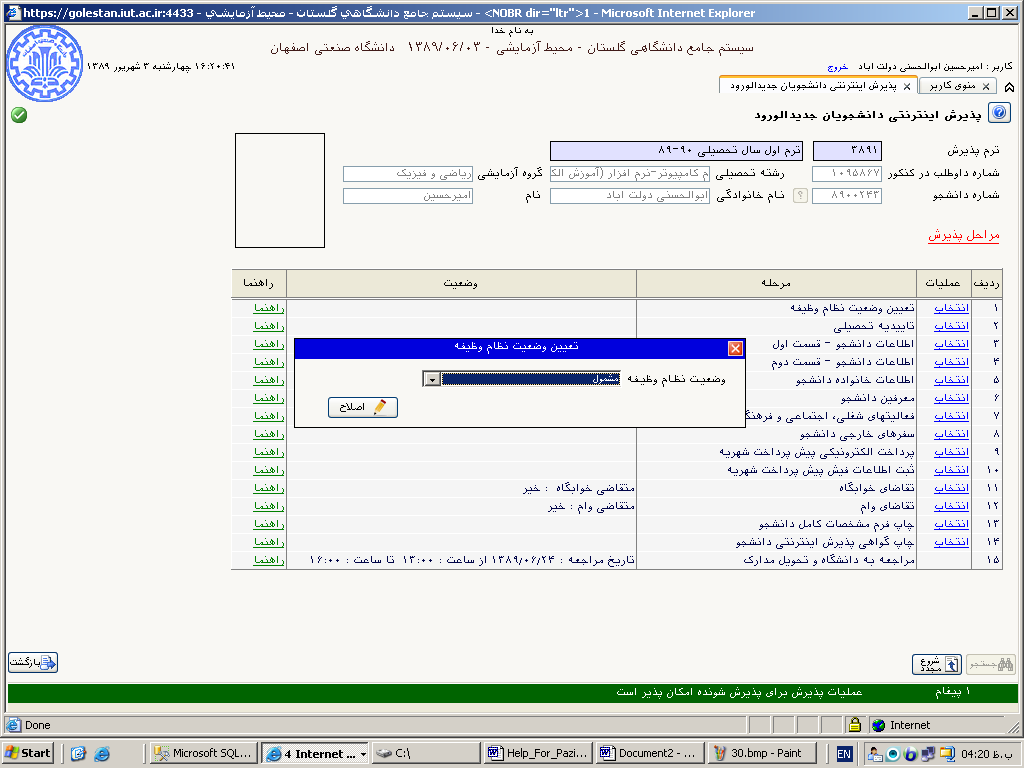 https://golestan.iut.ac.ir:4433 - سيستم جامع دانشگاهي گلستان - محيط آزمايشي - <NOBR dir="ltr">1 - Microsoft Internet Explorer
به نام خدا
سیستم جامع دانشگاهی گلستان - محیط آزمایشی - ۱۳۸۹/۰۶/۰۳ دانشگاه صنعتی اصفهان
کاربر : امیرحسین ابوالحسنی دولت اباد خروج ۱۶:۲۰:۴۱ چهارشنبه ۳ شهریور ۱۳۸۹
منوی کاربر پذیرش اینترنتی دانشجویان جدیدالورود
پذیرش اینترنتی دانشجویان جدیدالورود
ترم پذیرش ۳۸۹۱ ترم اول سال تحصیلی ۹۰-۸۹
شماره داوطلب در کنکور ۱۰۹۵۸۶۷ رشته تحصیلی م کامپیوتر-نرم افزار (آموزش الک گروه آزمایشی ریاضی و فیزیک
شماره دانشجو ۸۹۰۰۲۴۳ ؟ نام خانوادگی ابوالحسنی دولت اباد نام امیرحسین
مراحل پذیرش
ردیف عملیات مرحله وضعیت راهنما
۱ انتخاب تعیین وضعیت نظام وظیفه راهنما
۲ انتخاب تاییدیه تحصیلی راهنما
۳ انتخاب اطلاعات دانشجو - قسمت اول راهنما
۴ انتخاب اطلاعات دانشجو - قسمت دوم راهنما
۵ انتخاب اطلاعات خانواده دانشجو راهنما
۶ انتخاب معرفین دانشجو راهنما
۷ انتخاب فعالیتهای شغلی، اجتماعی و فرهنگ راهنما
۸ انتخاب سفرهای خارجی دانشجو راهنما
۹ انتخاب پرداخت الکترونیکی پیش پرداخت شهریه راهنما
۱۰ انتخاب ثبت اطلاعات فیش پیش پرداخت شهریه راهنما
۱۱ انتخاب تقاضای خوابگاه متقاضی خوابگاه : خیر راهنما
۱۲ انتخاب تقاضای وام متقاضی وام : خیر راهنما
۱۳ انتخاب چاپ فرم مشخصات کامل دانشجو راهنما
۱۴ انتخاب چاپ گواهی پذیرش اینترنتی دانشجو راهنما
۱۵ مراجعه به دانشگاه و تحویل مدارک تاریخ مراجعه : ۱۳۸۹/۰۶/۲۴ از ساعت : ۱۳:۰۰ تا ساعت : ۱۶:۰۰ راهنما
تعیین وضعیت نظام وظیفه
وضعیت نظام وظیفه مشمول
اصلاح
جستجو شروع مجدد بازگشت
۱ پیغام عملیات پذیرش برای پذیرش شونده امکان پذیر است
Done Internet
Start Microsoft SQL... 4 Internet ... C:\ Help_For_Pazi... Document2 - ... 30.bmp - Paint EN 04:20 ب.ظ